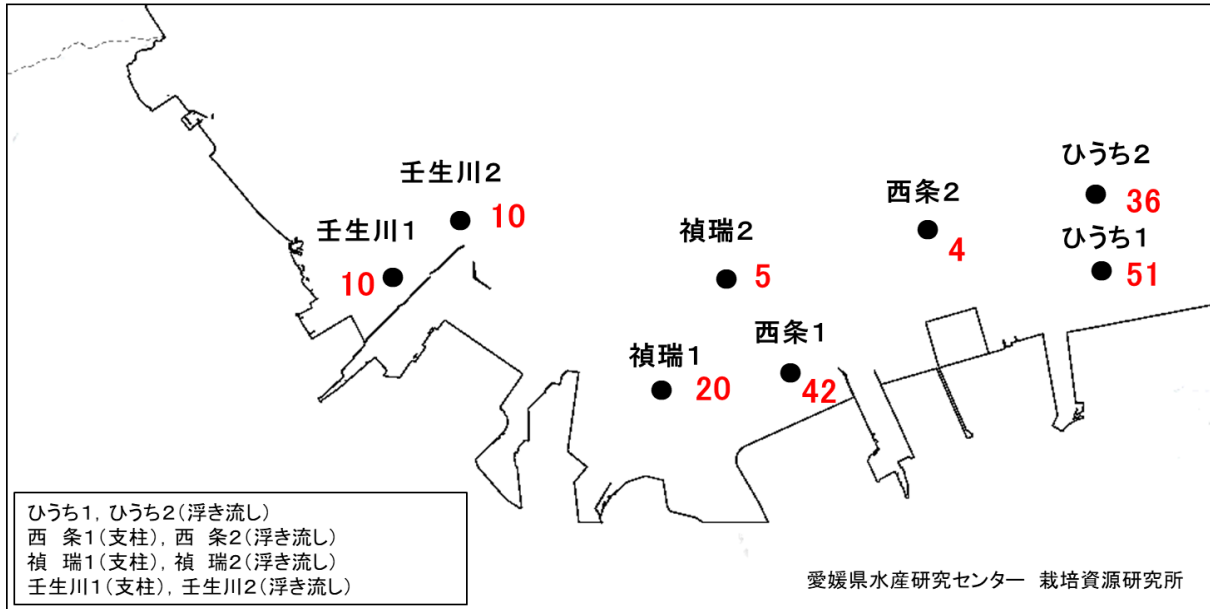 ひうち2
36
壬生川2
10
西条2
4
壬生川1
10
禎瑞2
5
ひうち1
51
西条1
42
禎瑞1
20
ひうち1, ひうち2(浮き流し)
西 条1(支柱), 西 条2(浮き流し)
禎 瑞1(支柱), 禎 瑞2(浮き流し)
壬生川1(支柱), 壬生川2(浮き流し)
愛媛県水産研究センター 栽培資源研究所